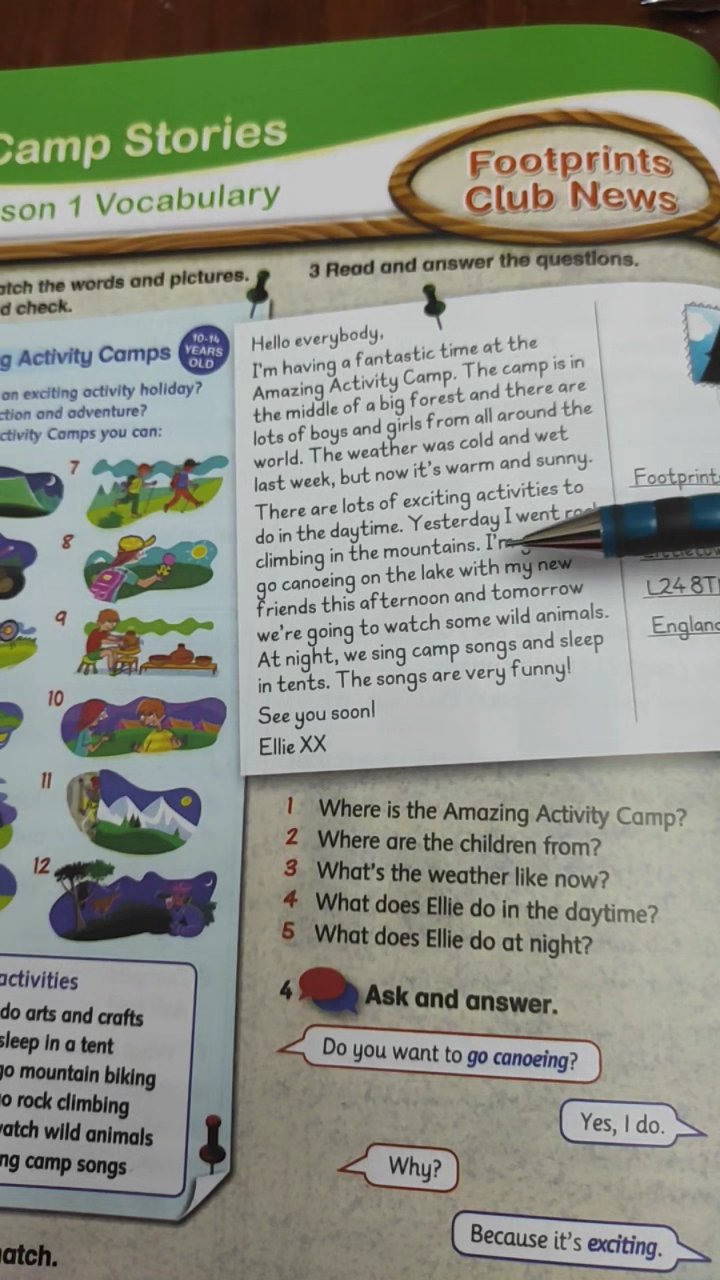 Camp Stories
son 1 Vocabulary
Footprints
Club News
atch the words and pictures.
d check.
g Activity Camps
10-14
YEARS
OLD
an exciting activity holiday?
ction and adventure?
ctivity Camps you can:
7
8
9
10
11
12
activities
do arts and crafts
sleep in a tent
go mountain biking
o rock climbing
watch wild animals
ng camp songs
atch.
3 Read and answer the questions.
Hello everybody,
I'm having a fantastic time at the
Amazing Activity Camp. The camp is in
the middle of a big forest and there are
lots of boys and girls from all around the
world. The weather was cold and wet
last week, but now it's warm and sunny.
There are lots of exciting activities to
do in the daytime. Yesterday I went
climbing in the mountains. I'm
go canoeing on the lake with my new
friends this afternoon and tomorrow
we're going to watch some wild animals.
At night, we sing camp songs and sleep
in tents. The songs are very funny!
See you soon!
Ellie XX
Footprints
L24 8T
England
1 Where is the Amazing Activity Camp?
2 Where are the children from?
3 What's the weather like now?
4 What does Ellie do in the daytime?
5 What does Ellie do at night?
4 Ask and answer.
Do you want to go canoeing?
Yes, I do.
Why?
Because it's exciting.